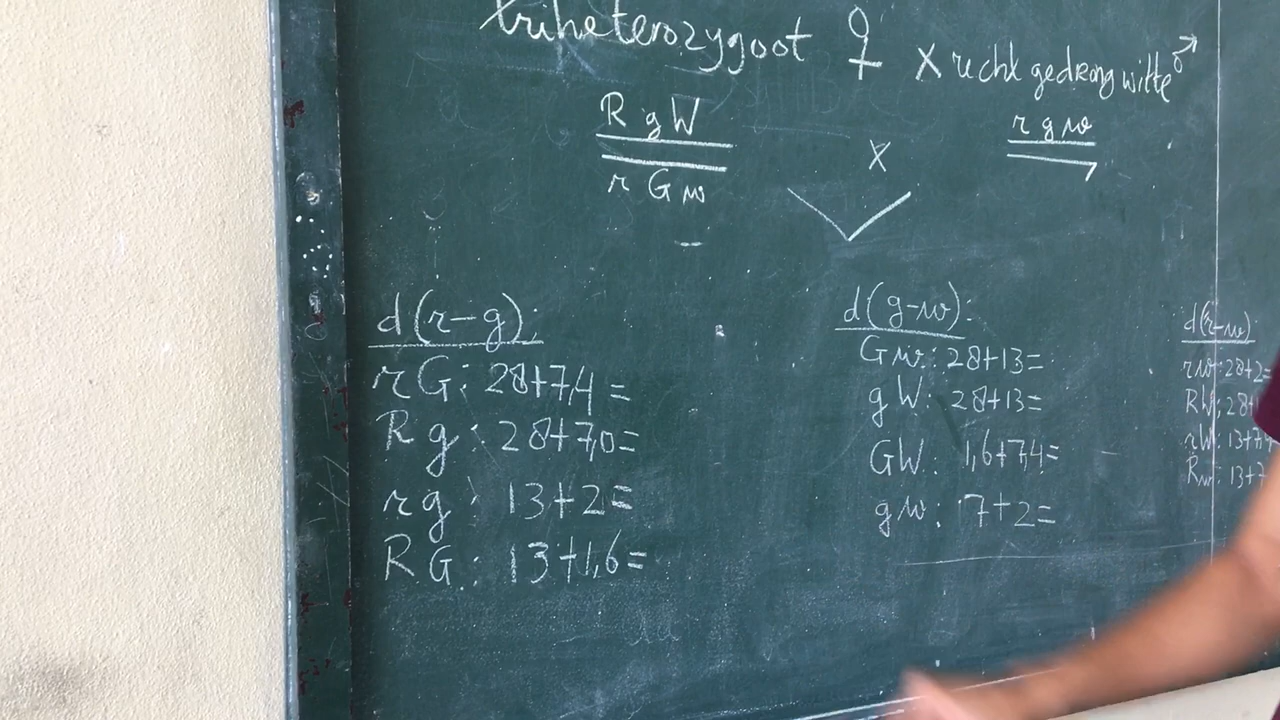 triheterozygoot ♀ X recht gedrong witte ♂
R g W
r G w
X
r g w
d(r-g):
rG: 28+7,4=
Rg: 28+7,0=
rg: 13+2=
RG: 13+1,6=
d(g-w):
Gw: 28+13=
gW: 28+13=
GW: 1,6+7,4=
gw: 7+2=
d(r-w)
rw: 28+2=
RW: 28+
rW: 13+7,4
Rw: 13+7